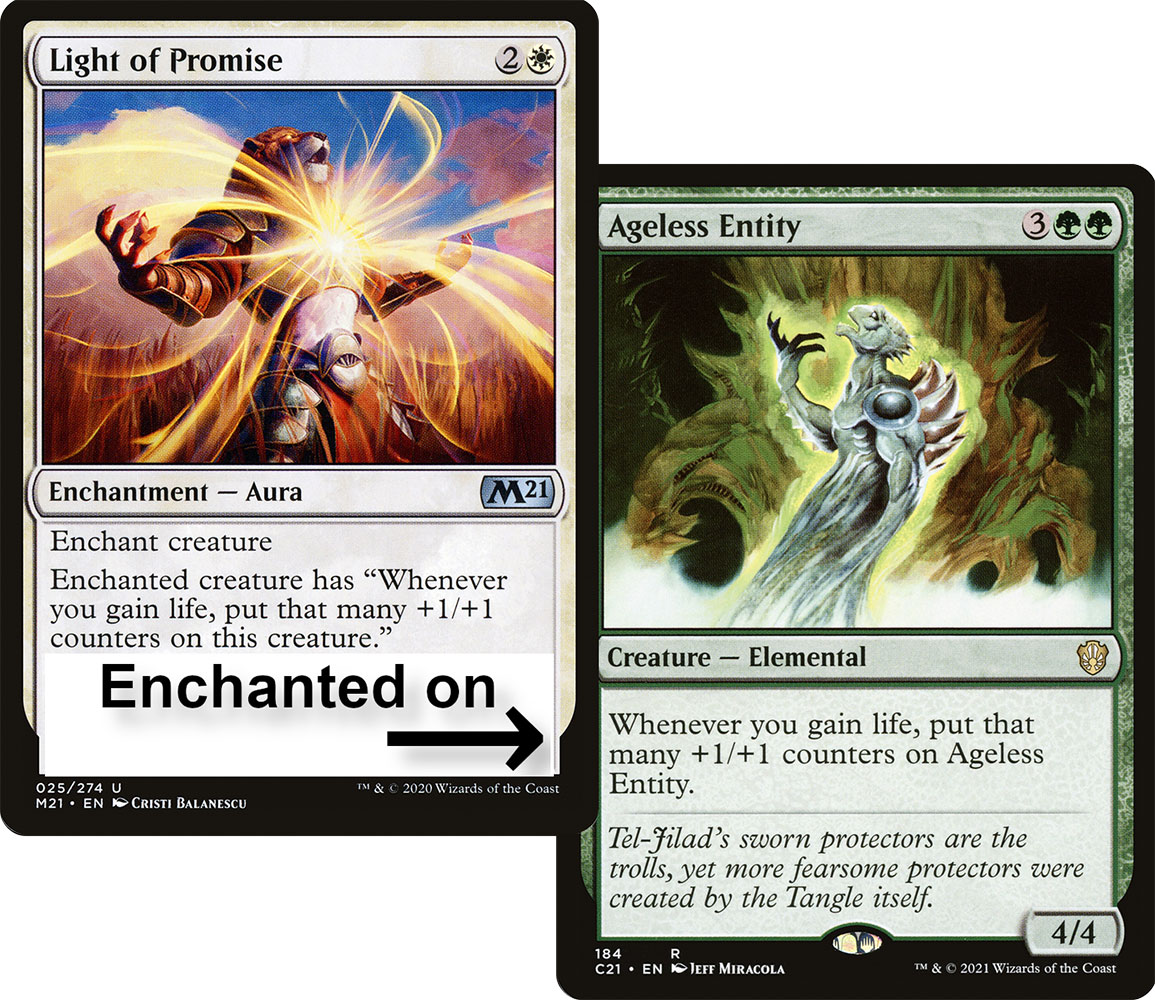 Light of Promise
2
Enchantment — Aura
M21
Enchant creature
Enchanted creature has “Whenever
you gain life, put that many +1/+1
counters on this creature.”
Enchanted on
025/274 U
M21 • EN CRISTI BALANESCU
™ & © 2020 Wizards of the Coast
Ageless Entity
3
Creature — Elemental
Whenever you gain life, put that
many +1/+1 counters on Ageless
Entity.
Tel-Jilad’s sworn protectors are the
trolls, yet more fearsome protectors were
created by the Tangle itself.
4/4
184 R
C21 • EN JEFF MIRACOLA
™ & © 2021 Wizards of the Coast